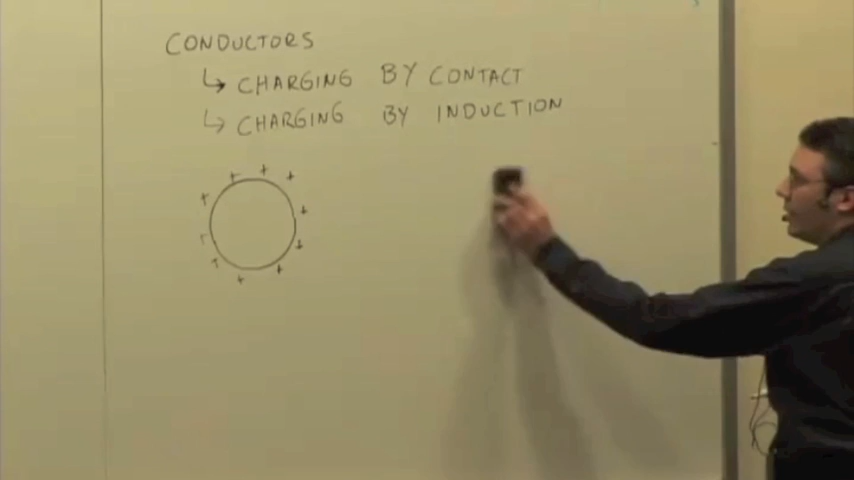 CONDUCTORS
↳ CHARGING BY CONTACT
↳ CHARGING BY INDUCTION
+ + + + + + + + + + +